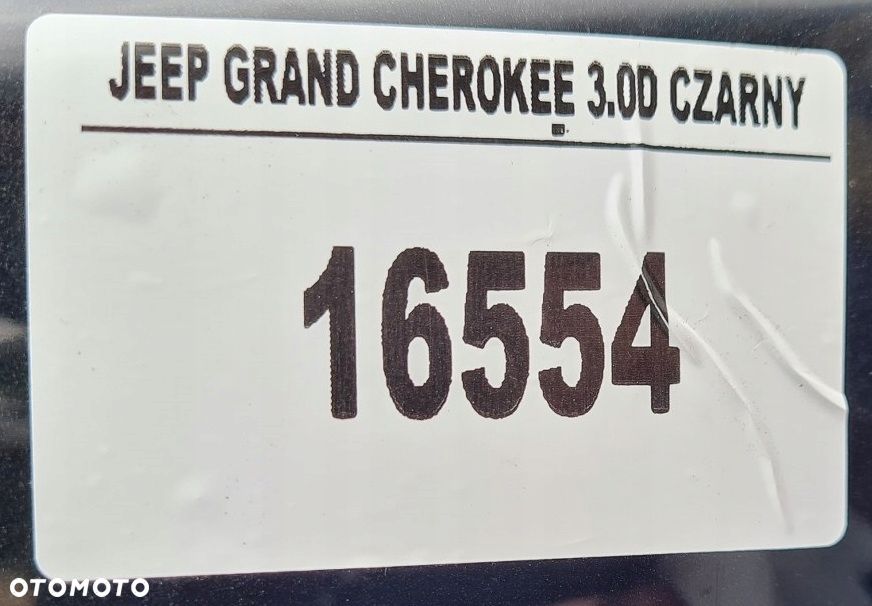 JEEP GRAND CHEROKEE 3.0D CZARNY
16554
OTOMOTO